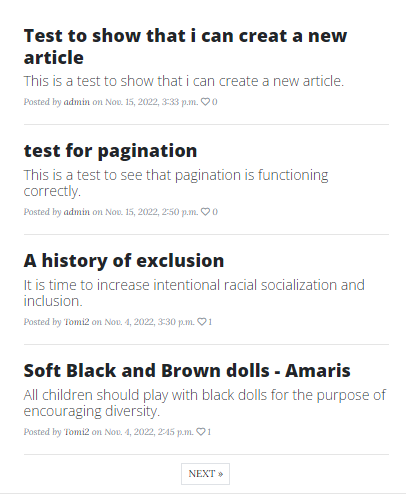 Test to show that i can creat a new
article
This is a test to show that i can create a new article.
Posted by admin on Nov. 15, 2022, 3:33 p.m. ♡ 0
test for pagination
This is a test to see that pagination is functioning
correctly.
Posted by admin on Nov. 15, 2022, 2:50 p.m. ♡ 0
A history of exclusion
It is time to increase intentional racial socialization and
inclusion.
Posted by Tomi2 on Nov. 4, 2022, 3:30 p.m. ♡ 1
Soft Black and Brown dolls - Amaris
All children should play with black dolls for the purpose of
encouraging diversity.
Posted by Tomi2 on Nov. 4, 2022, 2:45 p.m. ♡ 1
NEXT »